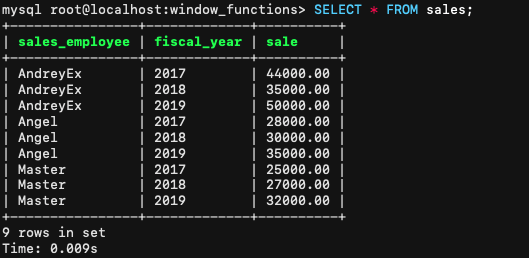 mysql root@localhost:window_functions> SELECT * FROM sales;
+----------------+-------------+----------+
| sales_employee | fiscal_year | sale     |
+----------------+-------------+----------+
| AndreyEx       | 2017        | 44000.00 |
| AndreyEx       | 2018        | 35000.00 |
| AndreyEx       | 2019        | 50000.00 |
| Angel          | 2017        | 28000.00 |
| Angel          | 2018        | 30000.00 |
| Angel          | 2019        | 35000.00 |
| Master         | 2017        | 25000.00 |
| Master         | 2018        | 27000.00 |
| Master         | 2019        | 32000.00 |
+----------------+-------------+----------+
9 rows in set
Time: 0.009s